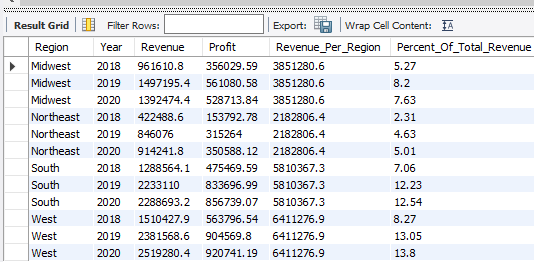 Result Grid Filter Rows: Export: Wrap Cell Content:
Region Year Revenue Profit Revenue_Per_Region Percent_Of_Total_Revenue
Midwest 2018 961610.8 356029.59 3851280.6 5.27
Midwest 2019 1497195.4 561080.58 3851280.6 8.2
Midwest 2020 1392474.4 528713.84 3851280.6 7.63
Northeast 2018 422488.6 153792.78 2182806.4 2.31
Northeast 2019 846076 315264 2182806.4 4.63
Northeast 2020 914241.8 350588.12 2182806.4 5.01
South 2018 1288564.1 475469.59 5810367.3 7.06
South 2019 2233110 833696.99 5810367.3 12.23
South 2020 2288693.2 856739.07 5810367.3 12.54
West 2018 1510427.9 563796.54 6411276.9 8.27
West 2019 2381568.6 904569.8 6411276.9 13.05
West 2020 2519280.4 920741.19 6411276.9 13.8